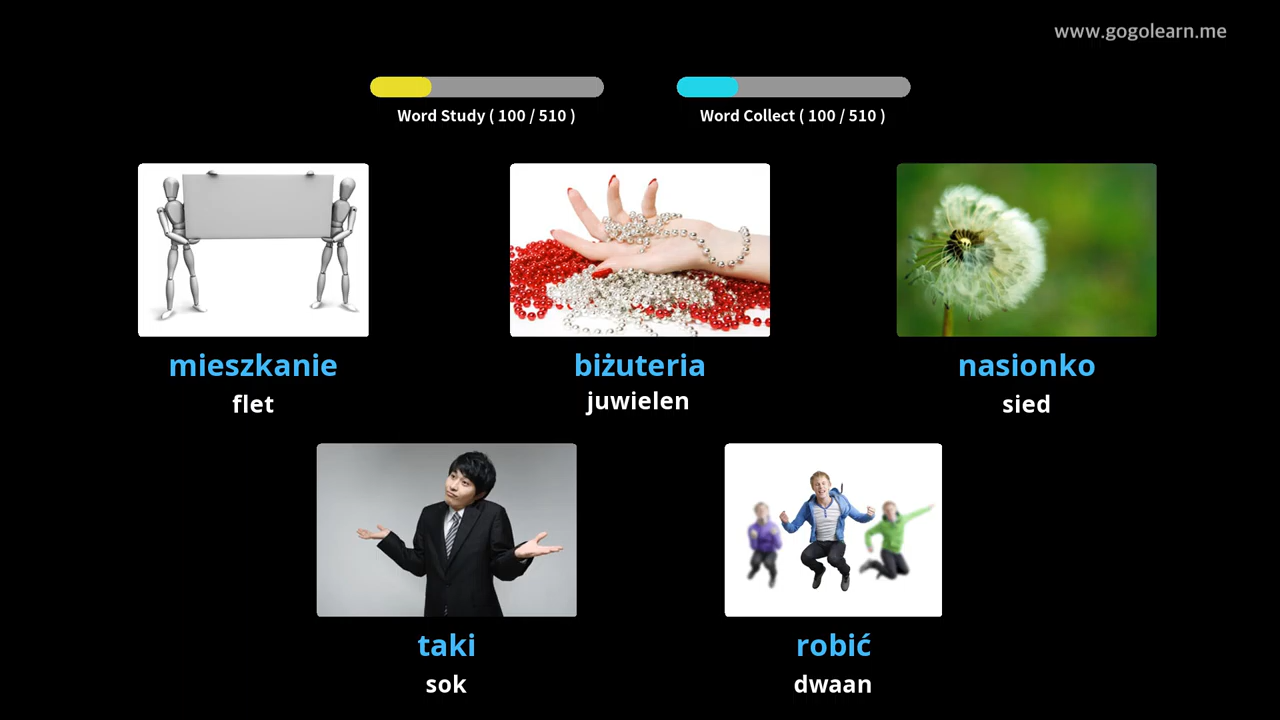 www.gogolearn.me
Word Study ( 100 / 510 )
Word Collect ( 100 / 510 )
mieszkanie
flet
biżuteria
juwielen
nasionko
sied
taki
sok
robić
dwaan